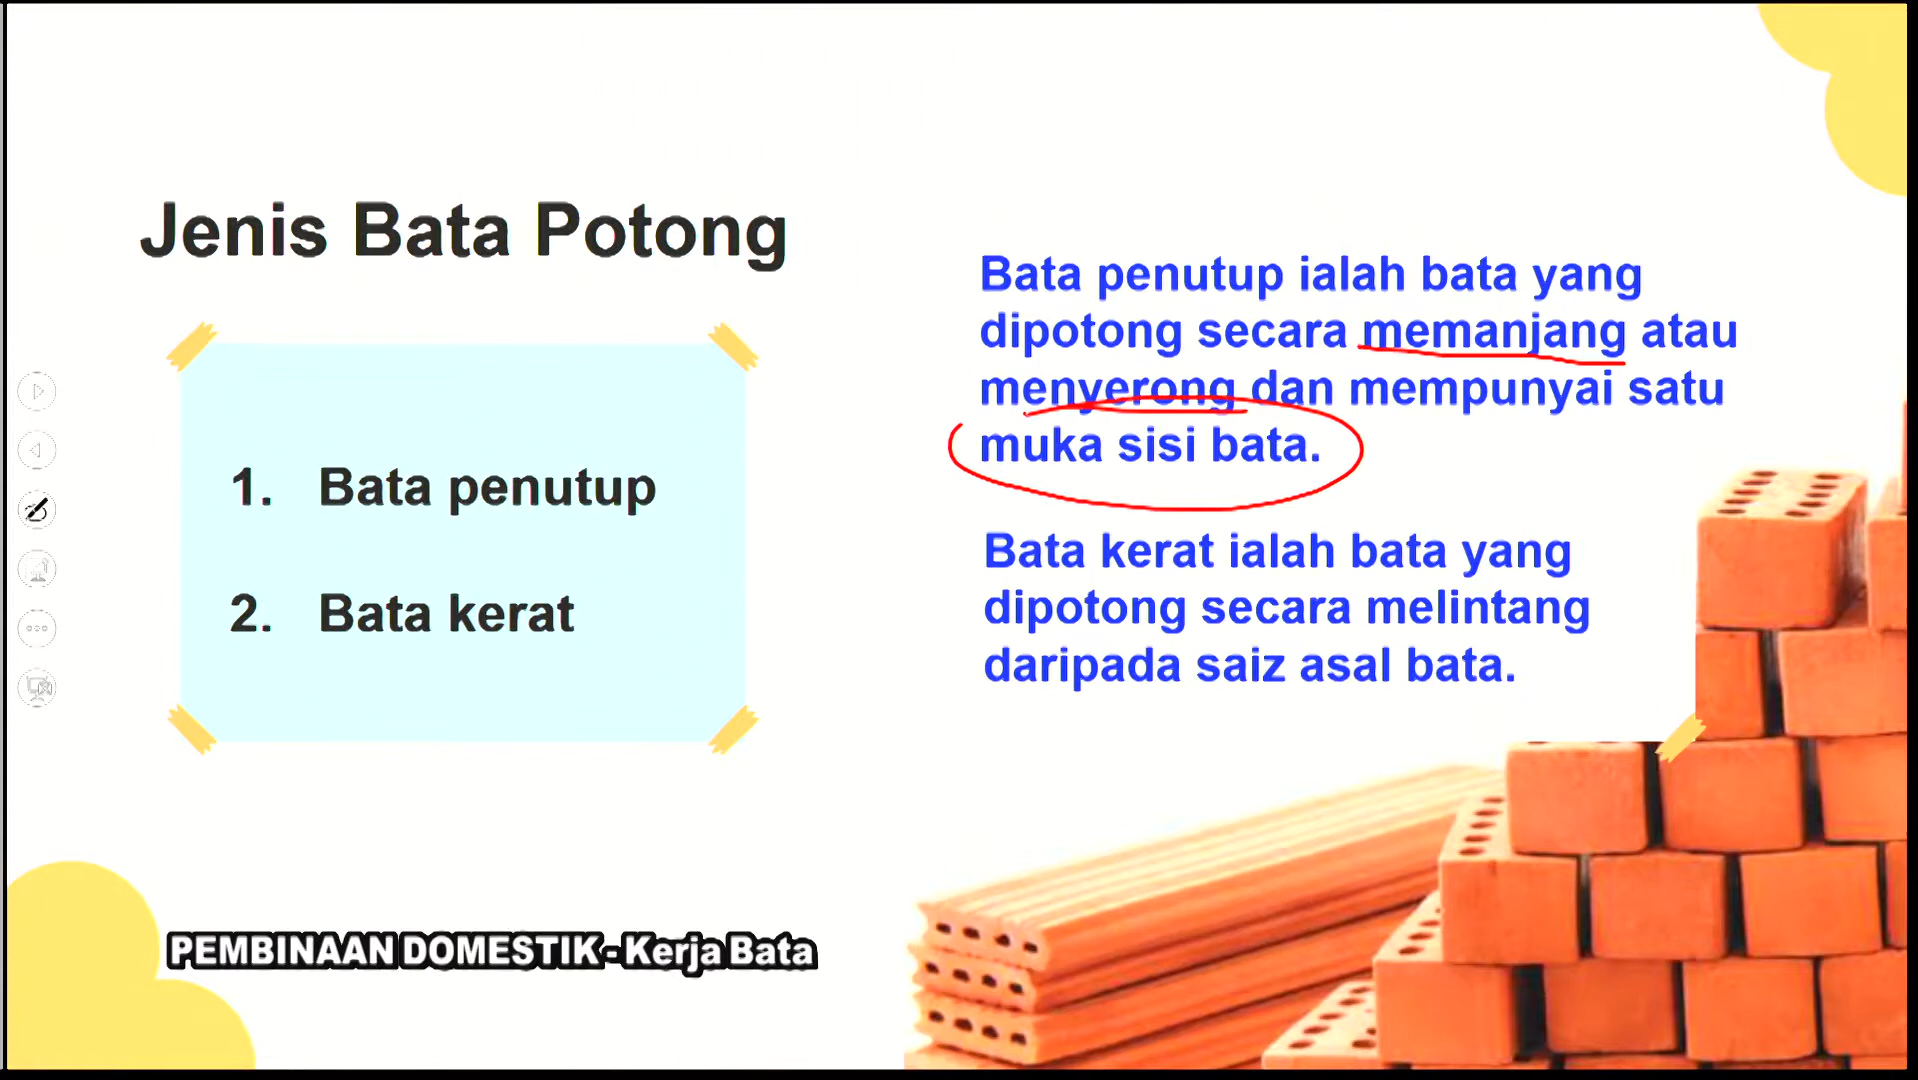 Jenis Bata Potong
1. Bata penutup
2. Bata kerat
Bata penutup ialah bata yang
dipotong secara memanjang atau
menyerong dan mempunyai satu
muka sisi bata.
Bata kerat ialah bata yang
dipotong secara melintang
daripada saiz asal bata.
PEMBINAAN DOMESTIK - Kerja Bata